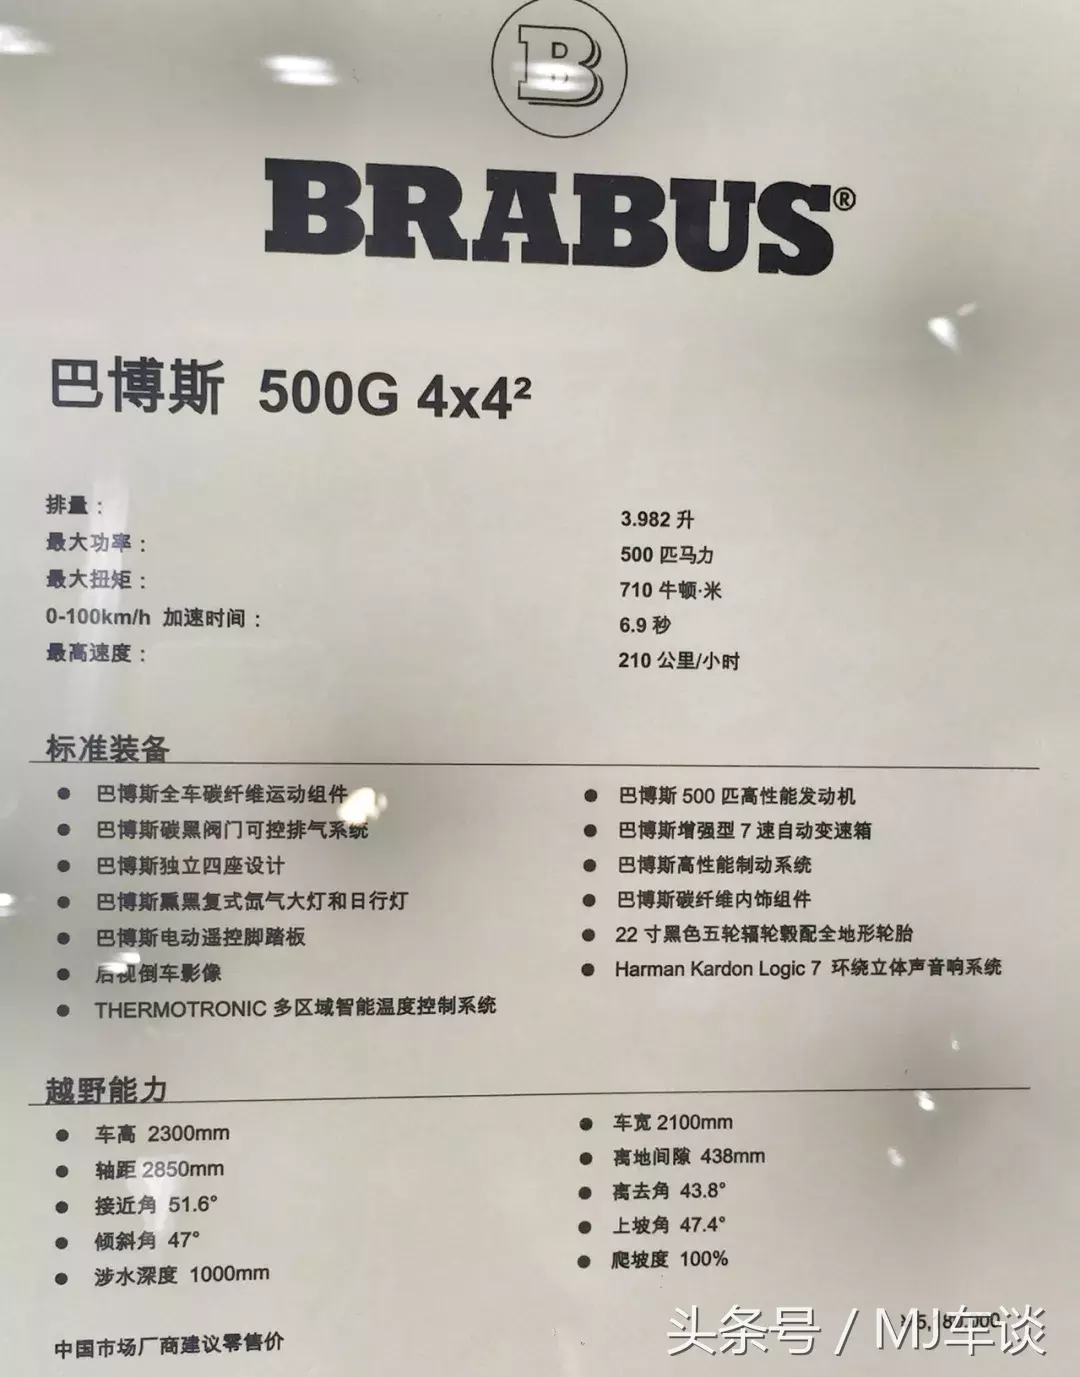 B
BRABUS®
巴博斯 500G 4x4²
排量： 3.982 升
最大功率： 500 匹马力
最大扭矩： 710 牛顿·米
0-100km/h 加速时间： 6.9 秒
最高速度： 210 公里/小时
标准装备
巴博斯全车碳纤维运动组件
巴博斯碳黑阀门可控排气系统
巴博斯独立四座设计
巴博斯熏黑复式氙气大灯和日行灯
巴博斯电动遥控脚踏板
后视倒车影像
THERMOTRONIC 多区域智能温度控制系统
巴博斯 500 匹高性能发动机
巴博斯增强型 7 速自动变速箱
巴博斯高性能制动系统
巴博斯碳纤维内饰组件
22 寸黑色五轮辐轮毂配全地形轮胎
Harman Kardon Logic 7 环绕立体声音响系统
越野能力
车高 2300mm
轴距 2850mm
接近角 51.6°
倾斜角 47°
涉水深度 1000mm
车宽 2100mm
离地间隙 438mm
离去角 43.8°
上坡角 47.4°
爬坡度 100%
中国市场厂商建议零售价
头条号 / MJ车谈